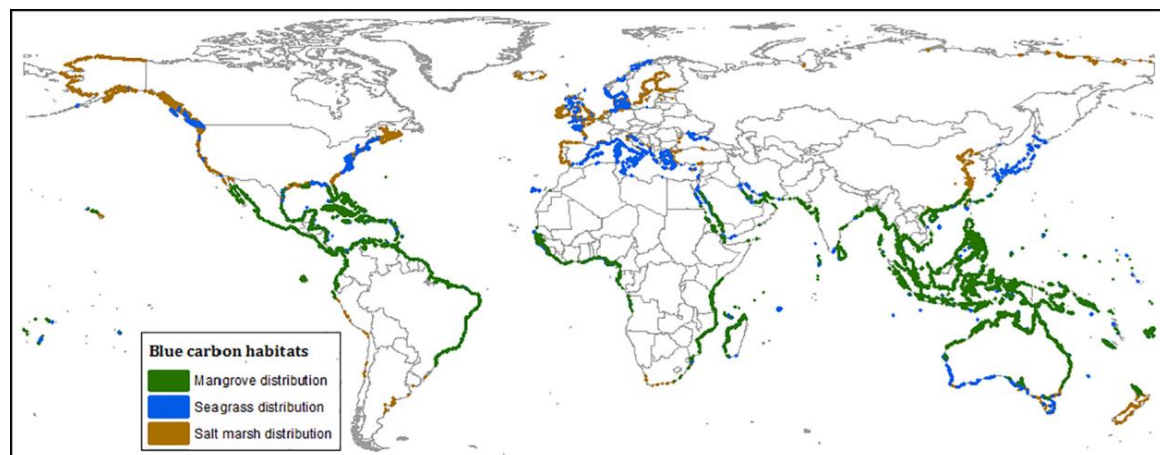 Blue carbon habitats
Mangrove distribution
Seagrass distribution
Salt marsh distribution